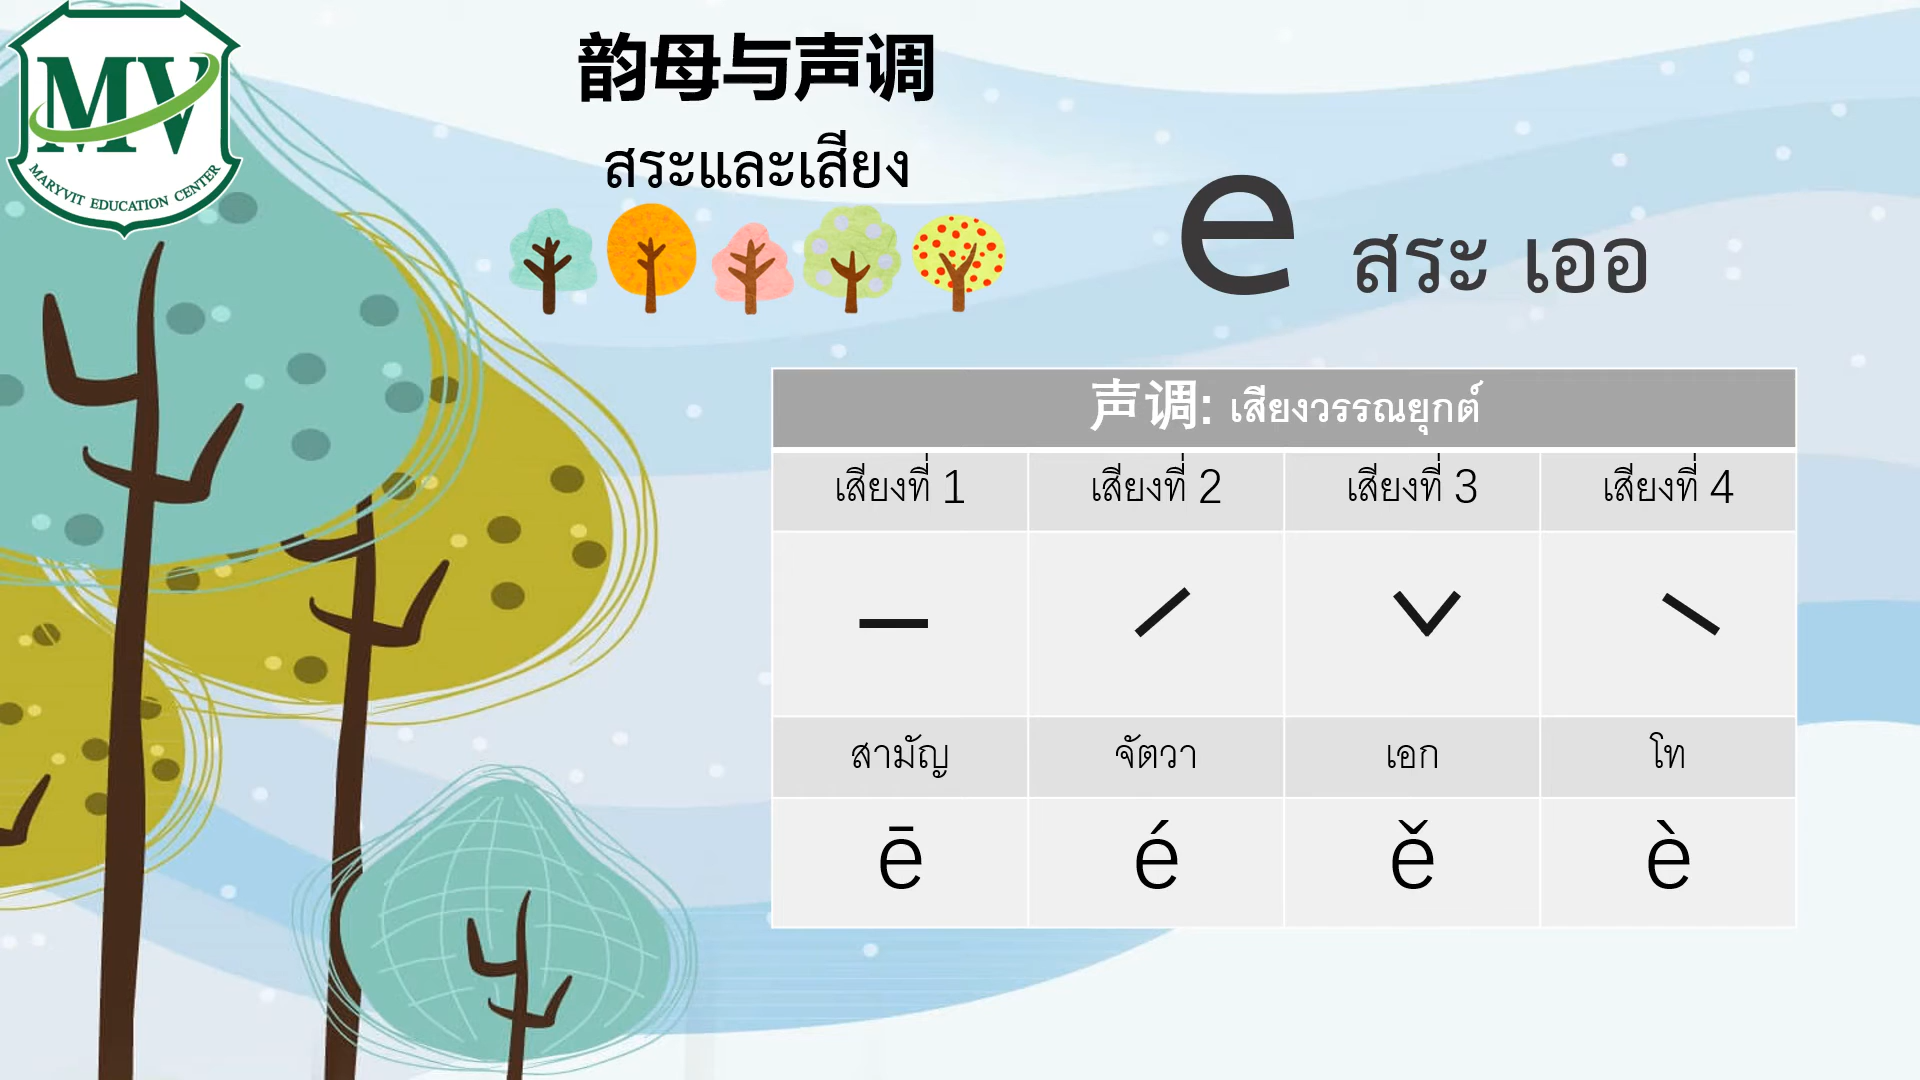 MV
MARYVIT EDUCATION CENTER
韵母与声调
สระและเสียง
e สระ เออ
声调: เสียงวรรณยุกต์
เสียงที่ 1 เสียงที่ 2 เสียงที่ 3 เสียงที่ 4
สามัญ จัตวา เอก โท
ē é ě è